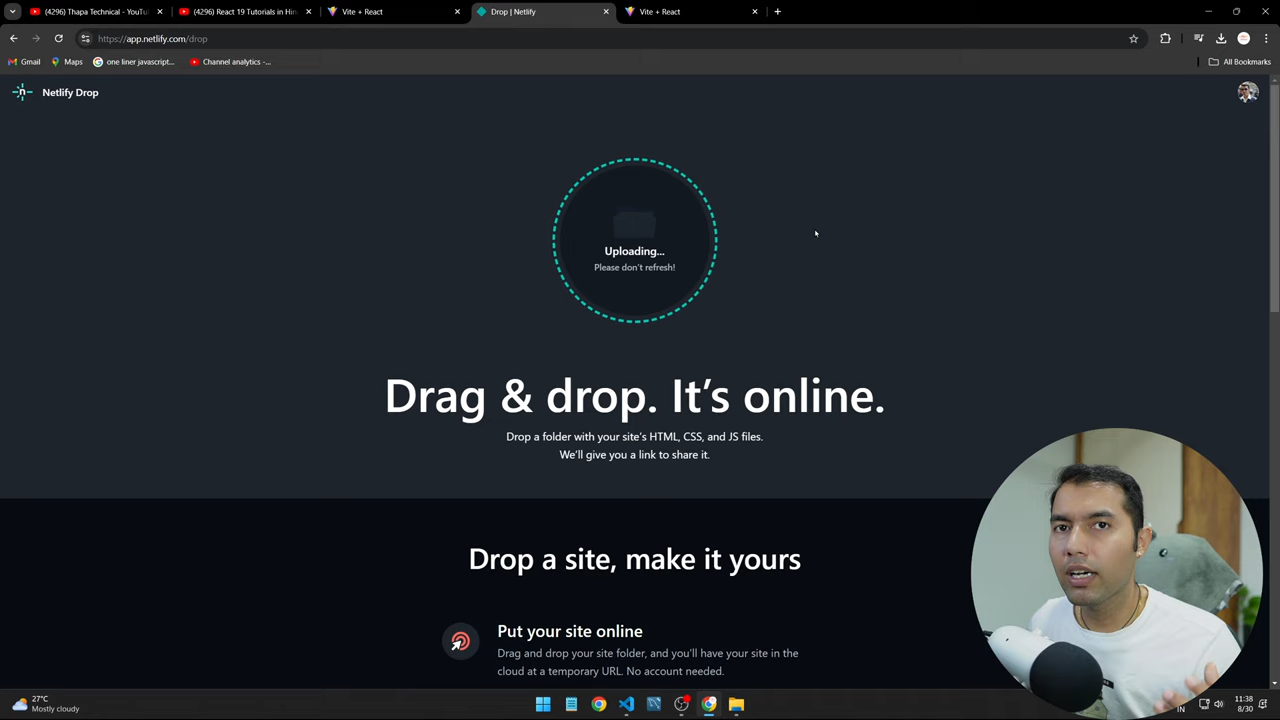 (4296) Thapa Technical - YouTu
(4296) React 19 Tutorials in Hin
Vite + React
Drop | Netlify
Vite + React
https://app.netlify.com/drop
Gmail
Maps
one liner javascript...
Channel analytics -...
All Bookmarks
Netlify Drop
Uploading...
Please don't refresh!
Drag & drop. It's online.
Drop a folder with your site's HTML, CSS, and JS files.
We'll give you a link to share it.
Drop a site, make it yours
Put your site online
Drag and drop your site folder, and you'll have your site in the
cloud at a temporary URL. No account needed.
27°C
Mostly cloudy
IN
11:38
8/30